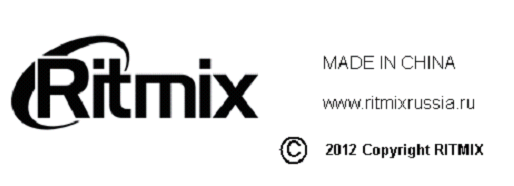 Ritmix
MADE IN CHINA
www.ritmixrussia.ru
© 2012 Copyright RITMIX